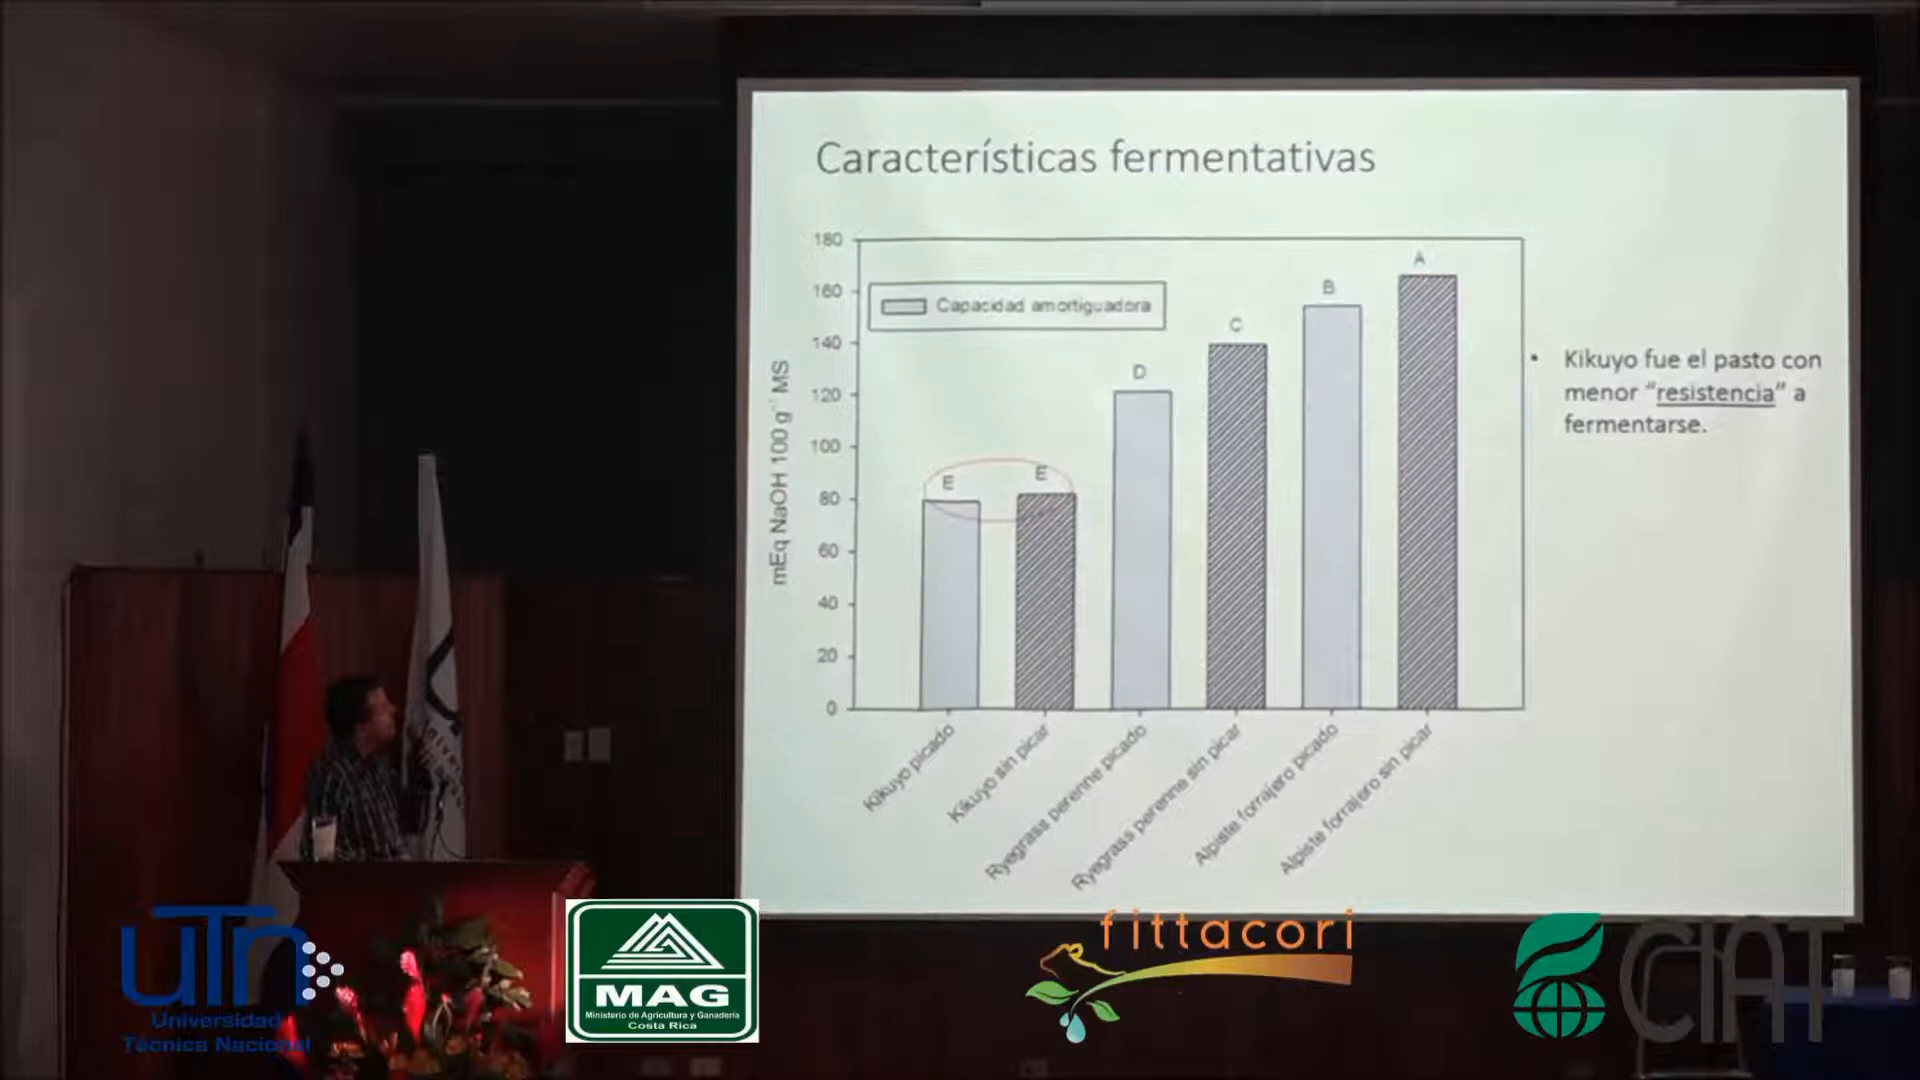 Características fermentativas
180
160
140
120
100
80
60
40
20
0
mEq NaOH 100 g⁻¹ MS
Capacidad amortiguadora
E
E
D
C
B
A
Kikuyo picado
Kikuyo sin picar
Ryegrass perenne picado
Ryegrass perenne sin picar
Alpiste forrajero picado
Alpiste forrajero sin picar
• Kikuyo fue el pasto con
menor “resistencia” a
fermentarse.
UTN
Universidad
Técnica Nacional
MAG
Ministerio de Agricultura y Ganadería
Costa Rica
fittacori
CIAT